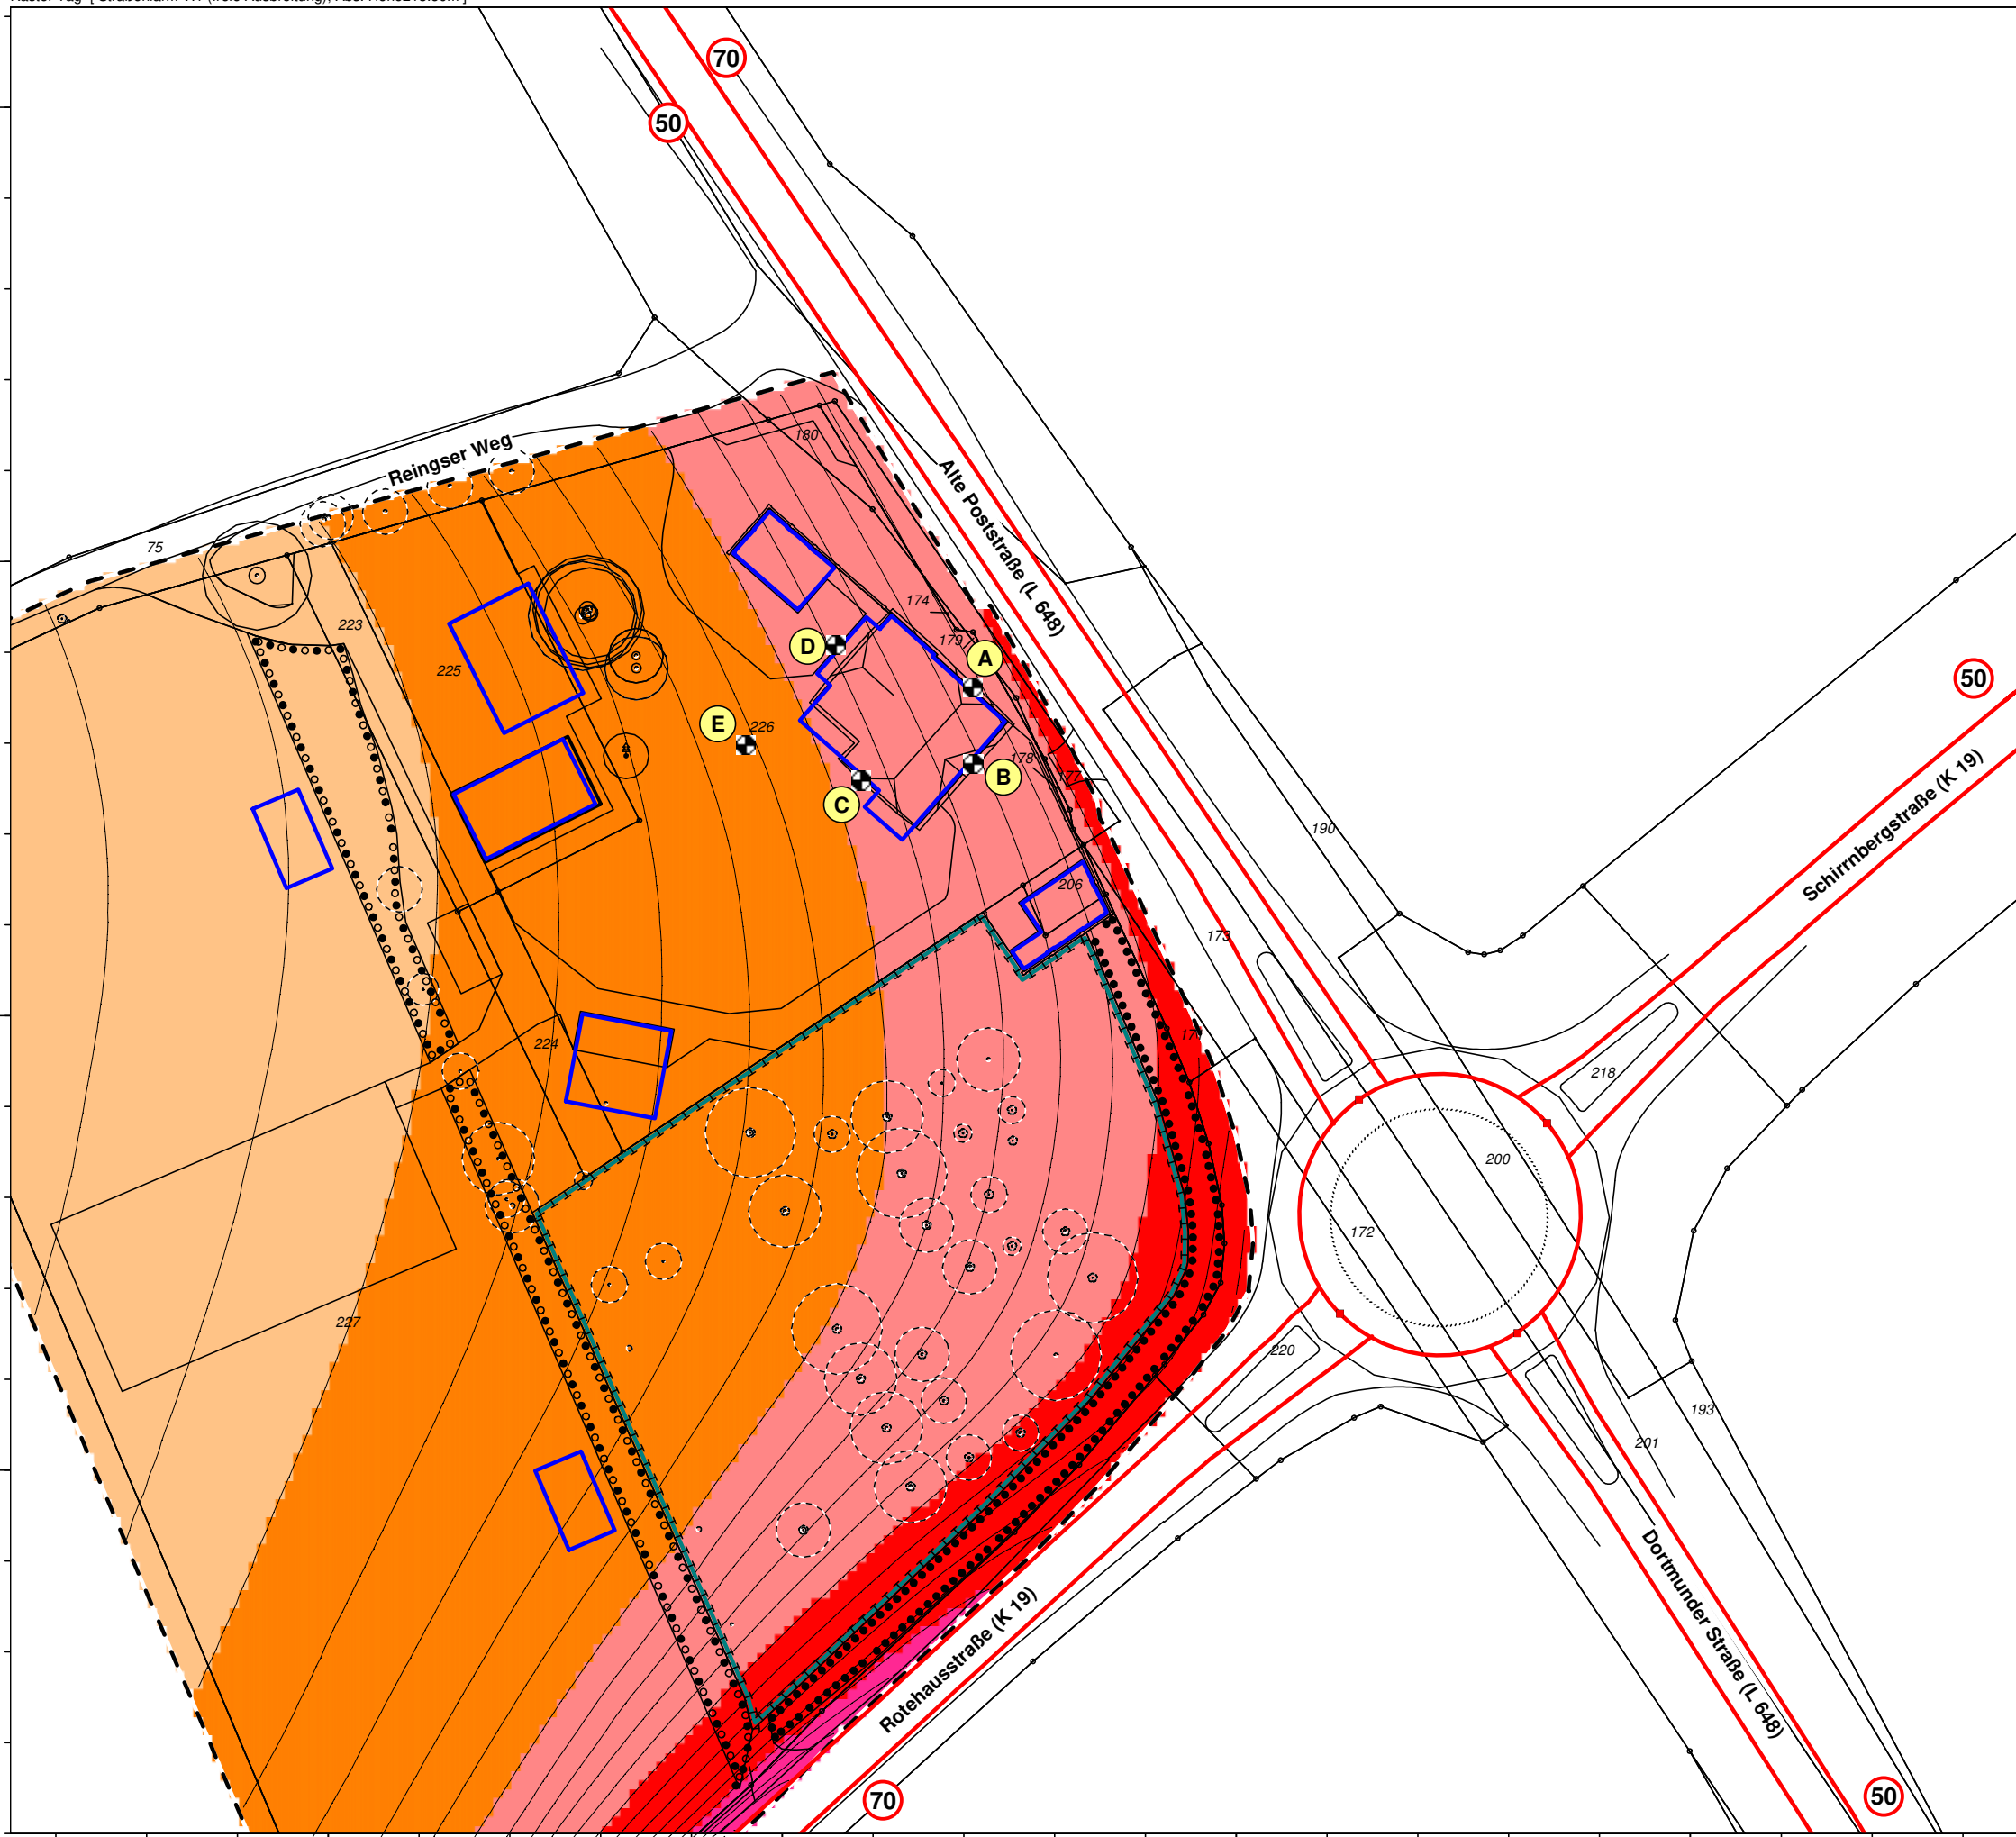 70
50
Reingser Weg
180
Alte Poststraße (L 648)
75
174
223
179
D
A
225
50
E
226
178
177
B
C
Schirrnbergstraße (K 19)
190
206
173
224
218
200
172
227
220
193
201
Rotehausstraße (K 19)
Dortmunder Straße (L 648)
70
50